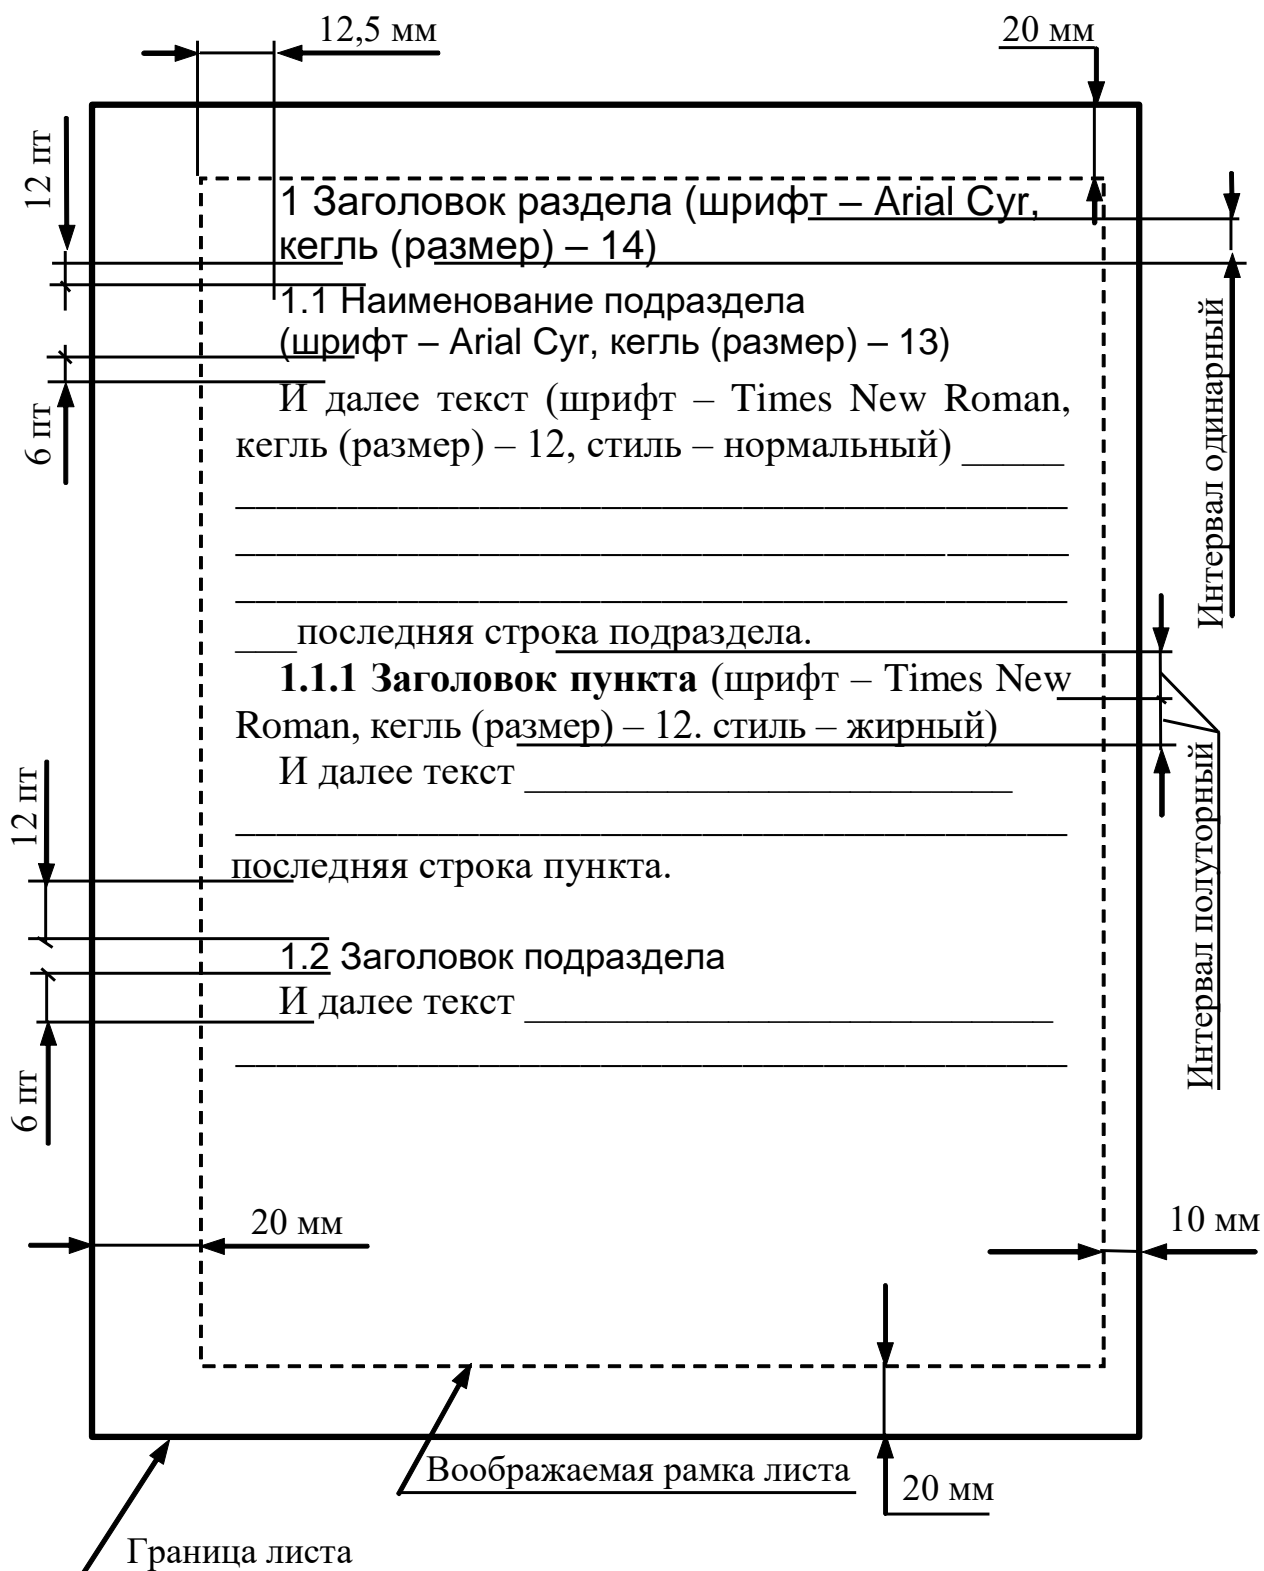 12,5 мм
20 мм
12 пт
1 Заголовок раздела (шрифт – Arial Cyr,
кегль (размер) – 14)
1.1 Наименование подраздела
(шрифт – Arial Cyr, кегль (размер) – 13)
6 пт
И далее текст (шрифт – Times New Roman,
кегль (размер) – 12, стиль – нормальный) _____
Интервал одинарный
___последняя строка подраздела.
1.1.1 Заголовок пункта (шрифт – Times New
Roman, кегль (размер) – 12. стиль – жирный)
И далее текст ________________________
12 пт
последняя строка пункта.
Интервал полуторный
1.2 Заголовок подраздела
И далее текст __________________________
6 пт
20 мм
10 мм
Воображаемая рамка листа
20 мм
Граница листа